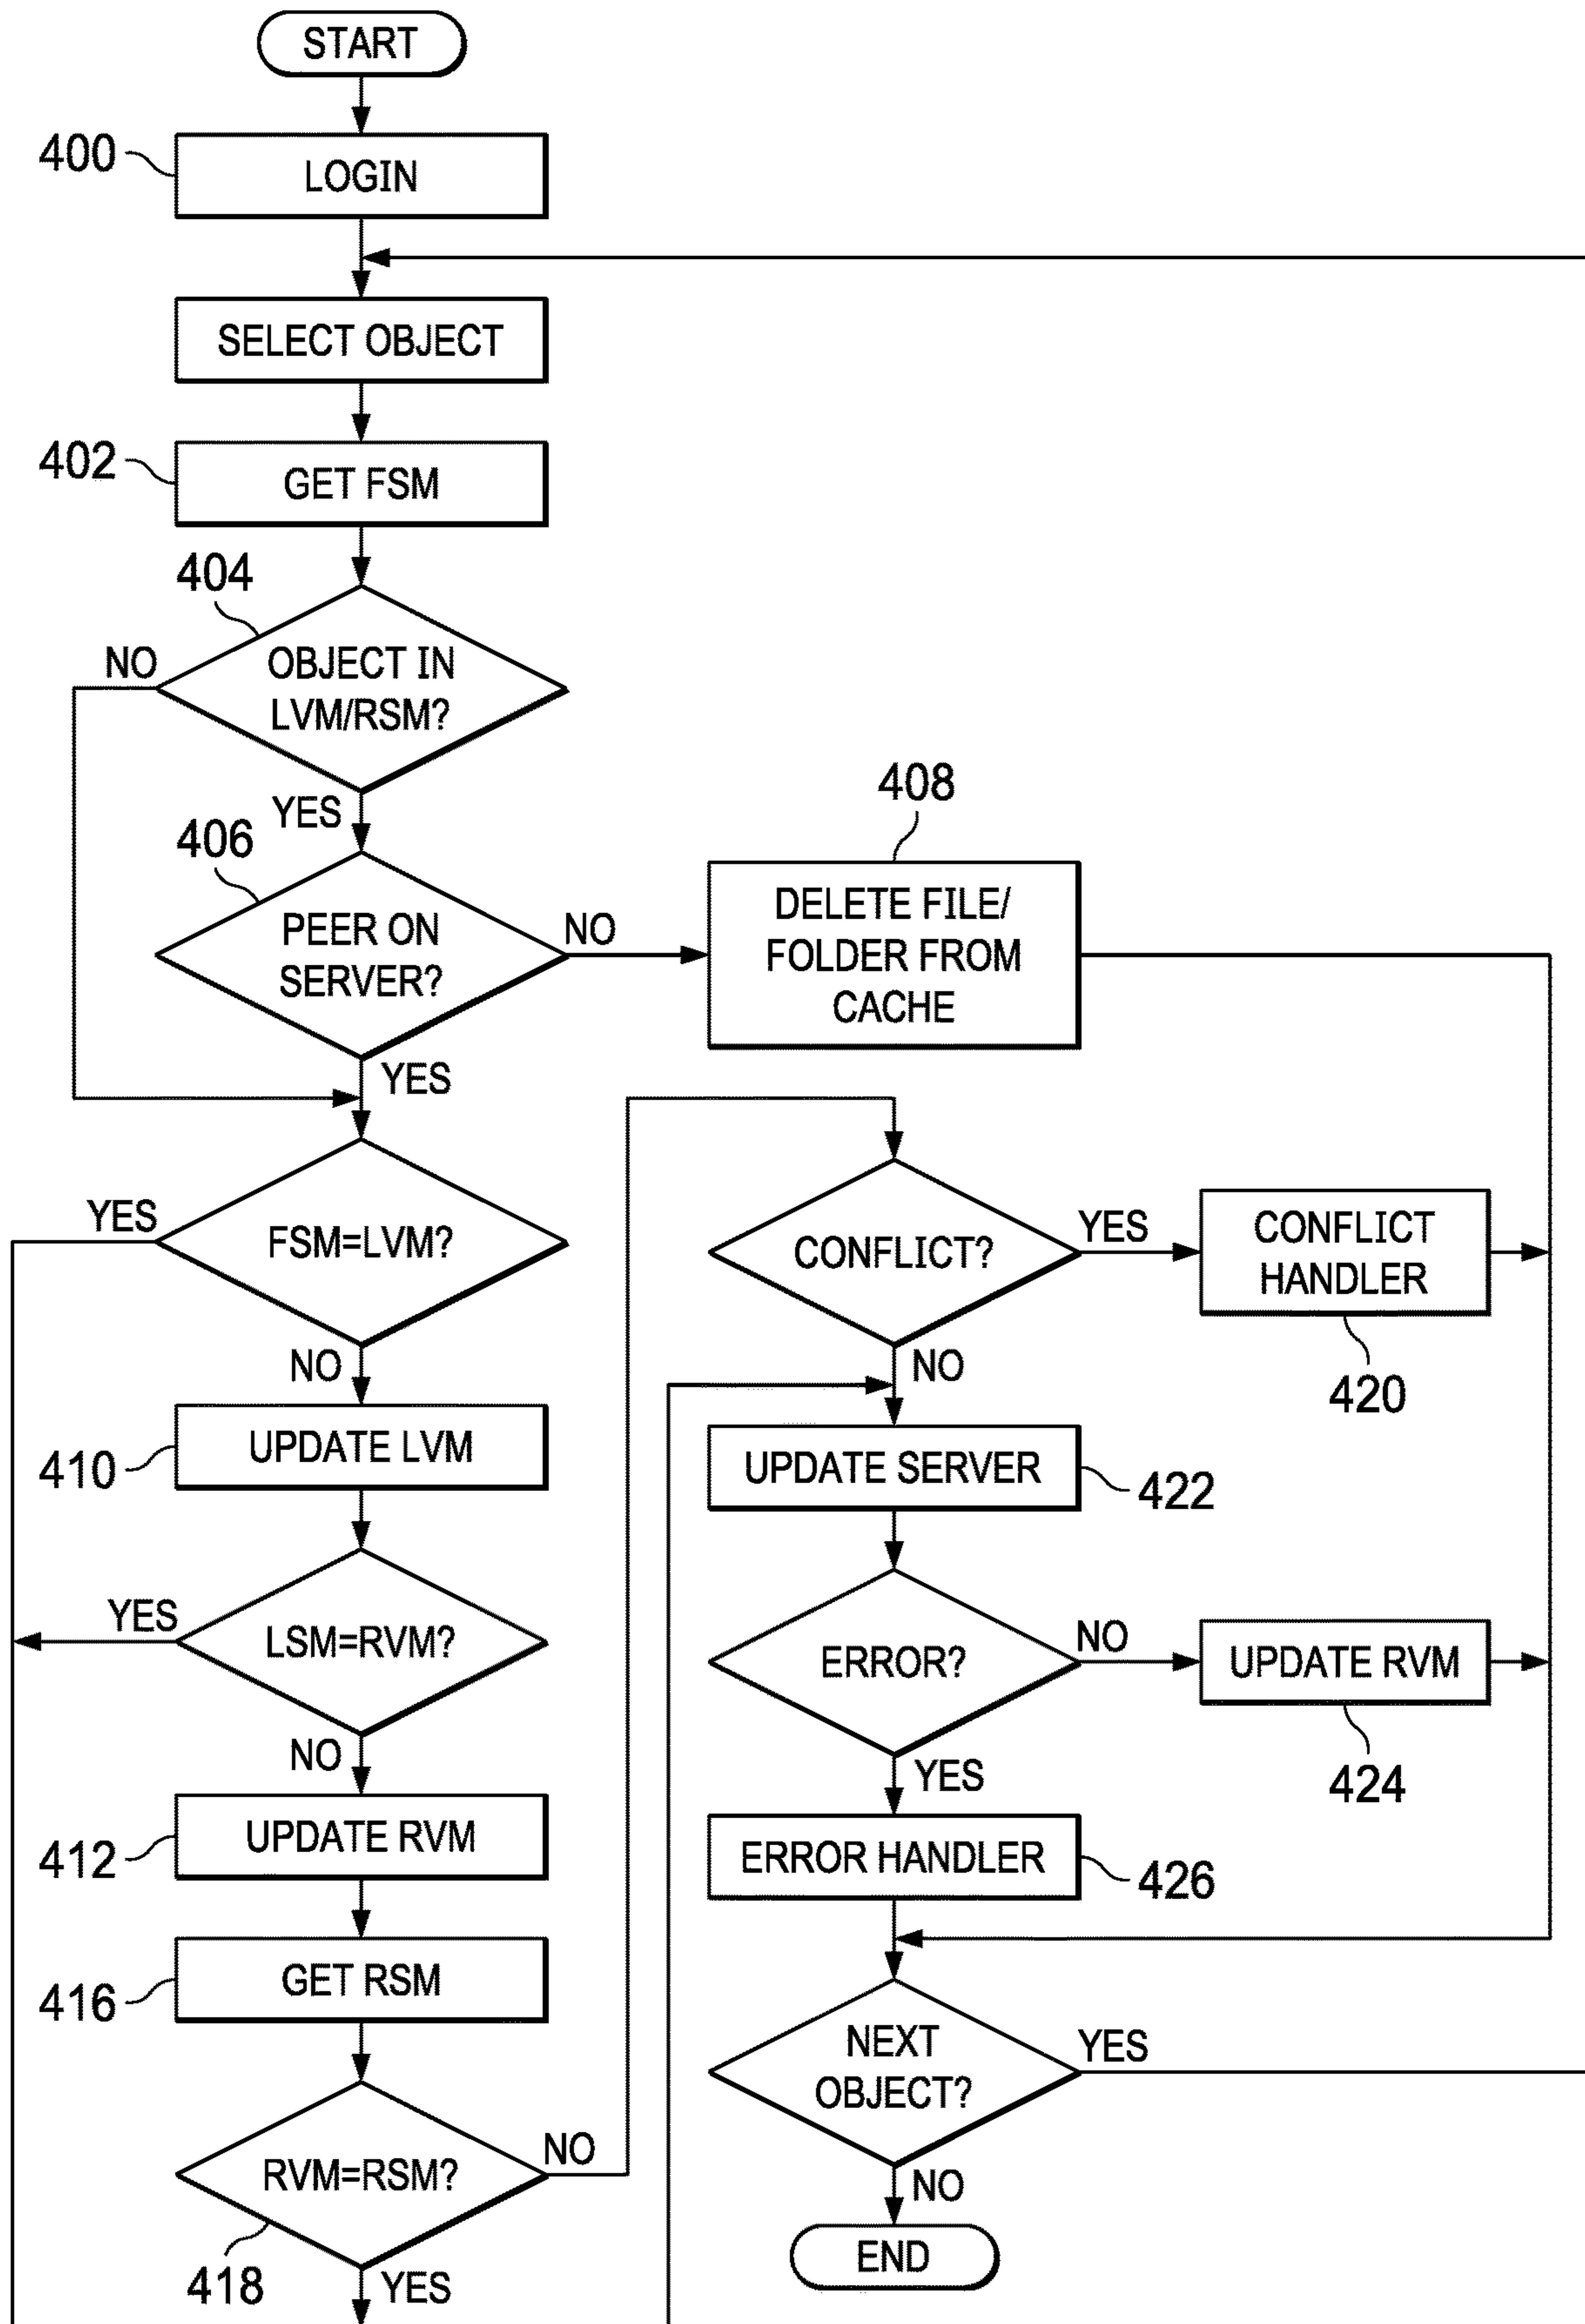 START
400
LOGIN
SELECT OBJECT
402
GET FSM
404
NO
OBJECT IN
LVM/RSM?
YES
406
PEER ON
SERVER?
NO
408
DELETE FILE/
FOLDER FROM
CACHE
YES
YES
FSM=LVM?
NO
410
UPDATE LVM
YES
LSM=RVM?
NO
412
UPDATE RVM
416
GET RSM
RVM=RSM?
NO
418
YES
CONFLICT?
YES
CONFLICT
HANDLER
420
NO
UPDATE SERVER
422
ERROR?
NO
UPDATE RVM
424
YES
ERROR HANDLER
426
NEXT
OBJECT?
YES
NO
END